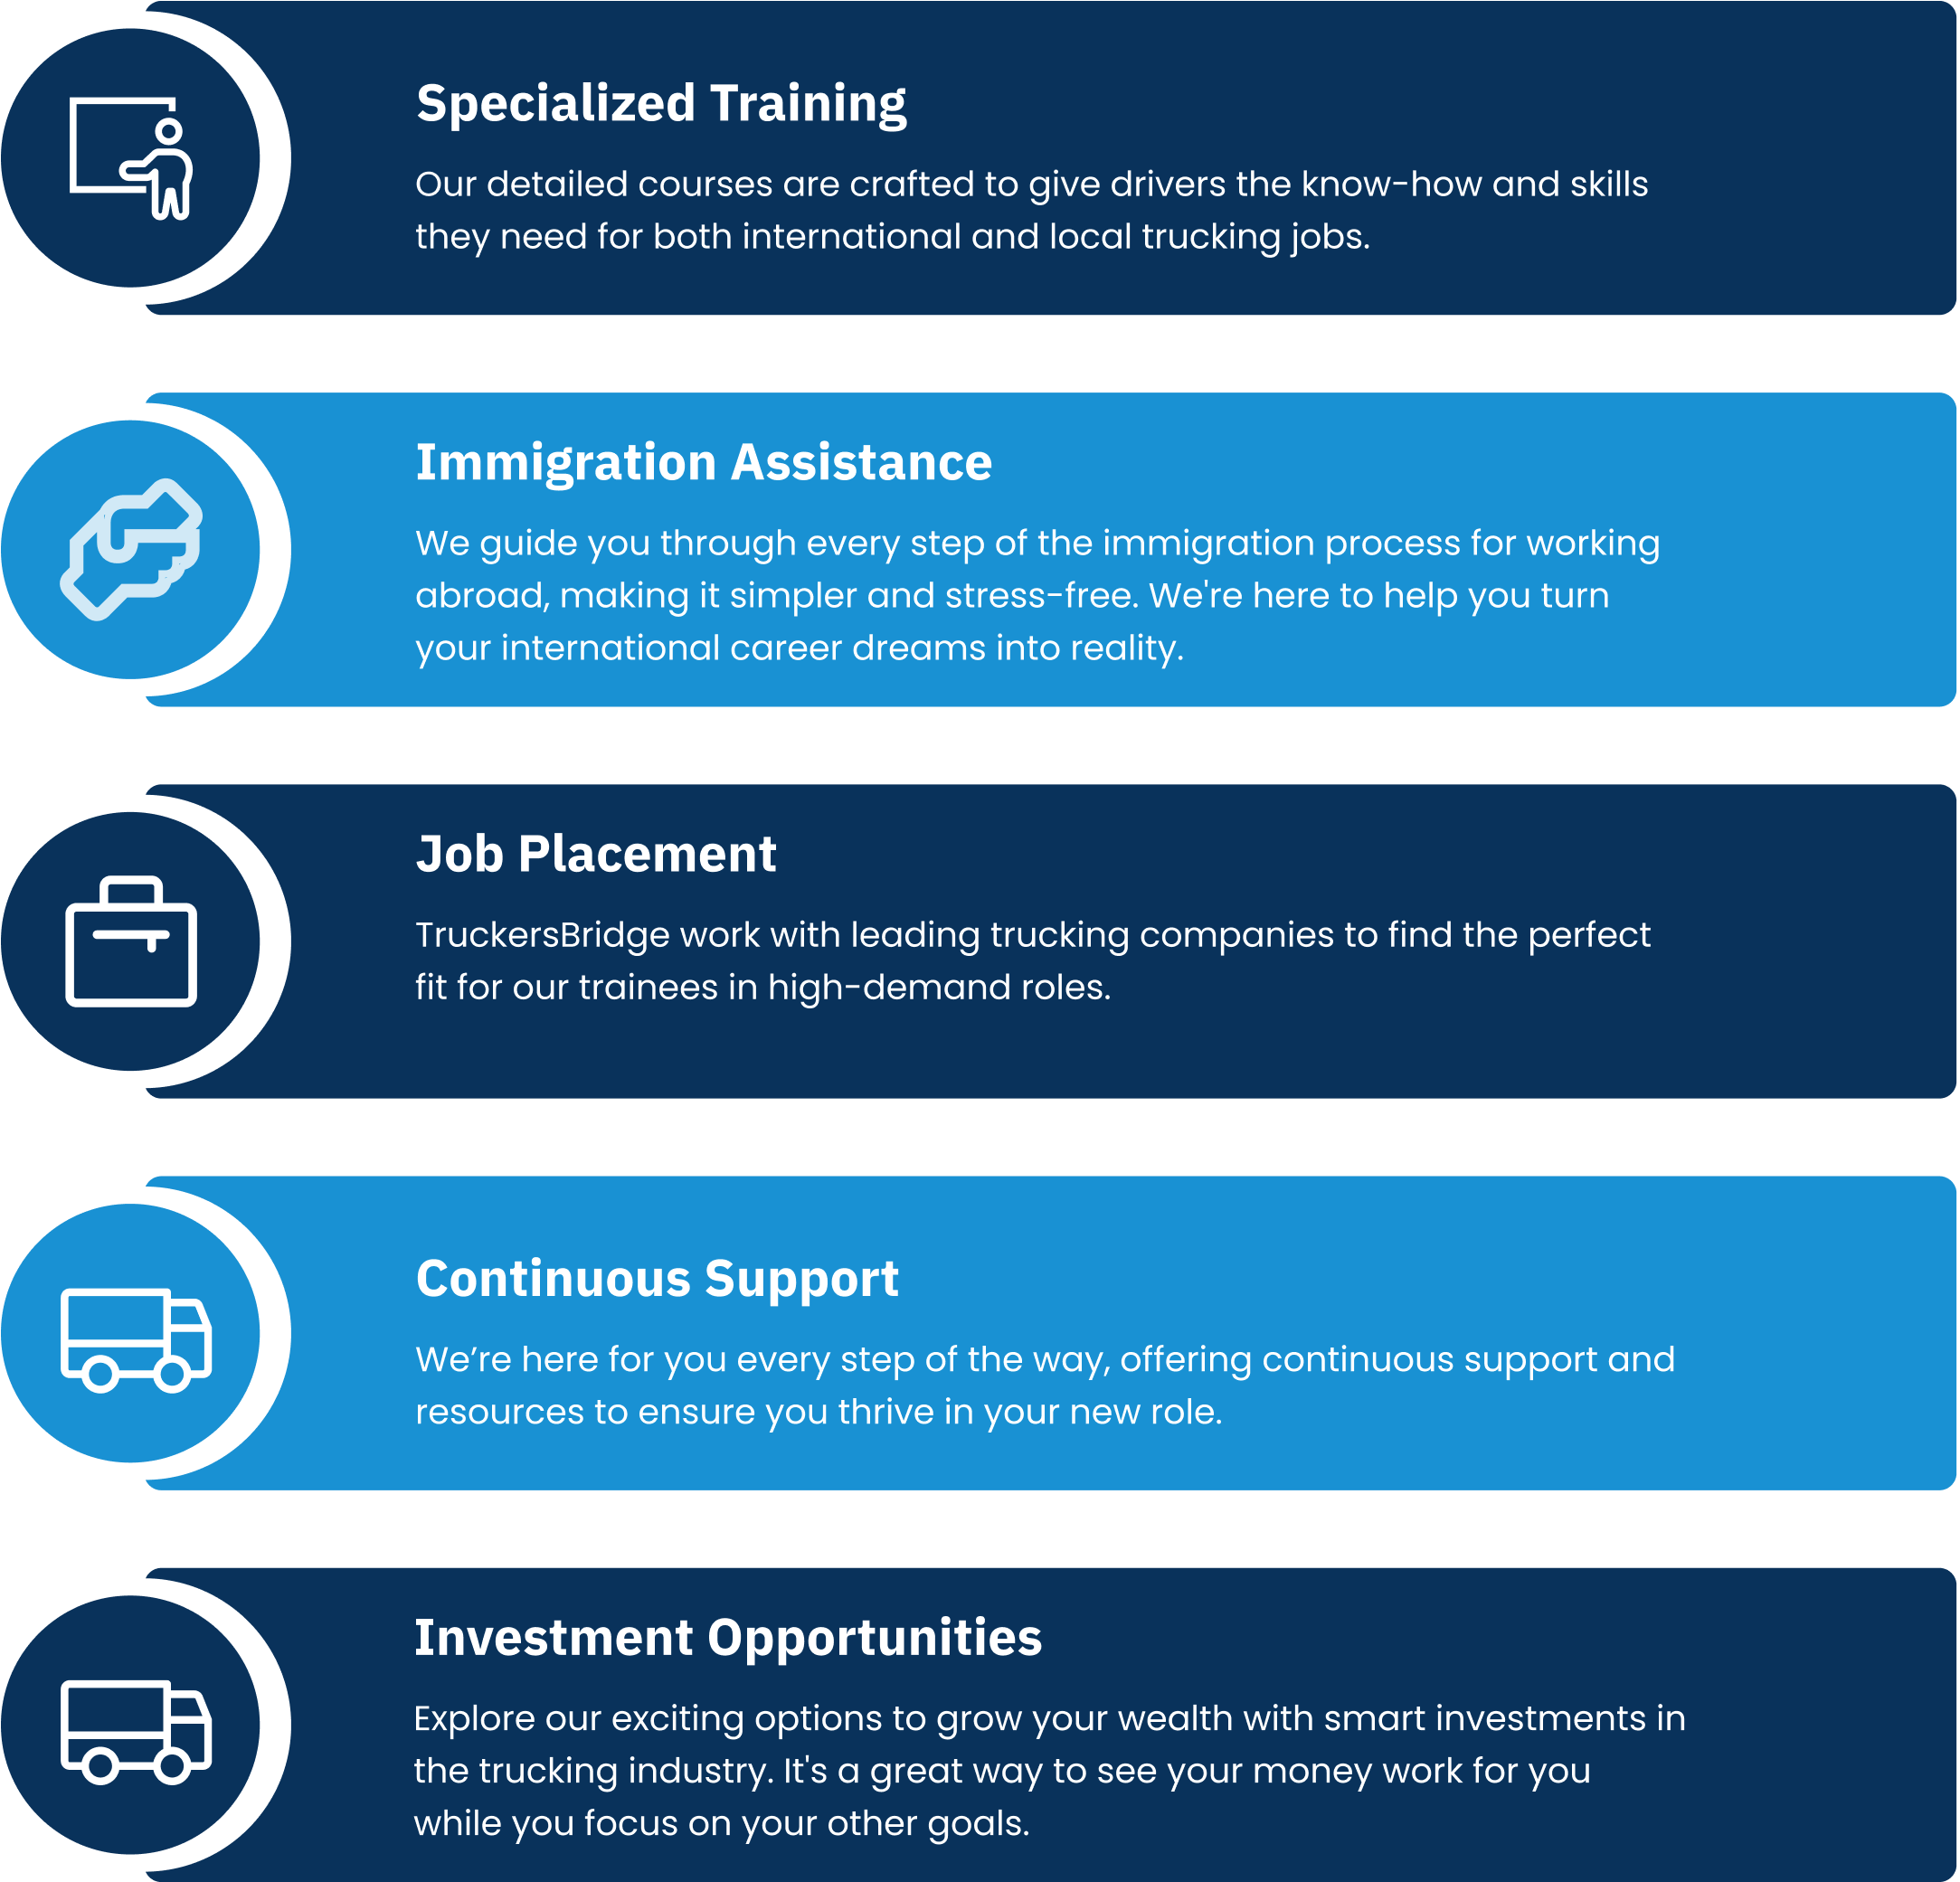 Specialized Training
Our detailed courses are crafted to give drivers the know-how and skills
they need for both international and local trucking jobs.
Immigration Assistance
We guide you through every step of the immigration process for working
abroad, making it simpler and stress-free. We're here to help you turn
your international career dreams into reality.
Job Placement
TruckersBridge work with leading trucking companies to find the perfect
fit for our trainees in high-demand roles.
Continuous Support
We’re here for you every step of the way, offering continuous support and
resources to ensure you thrive in your new role.
Investment Opportunities
Explore our exciting options to grow your wealth with smart investments in
the trucking industry. It's a great way to see your money work for you
while you focus on your other goals.